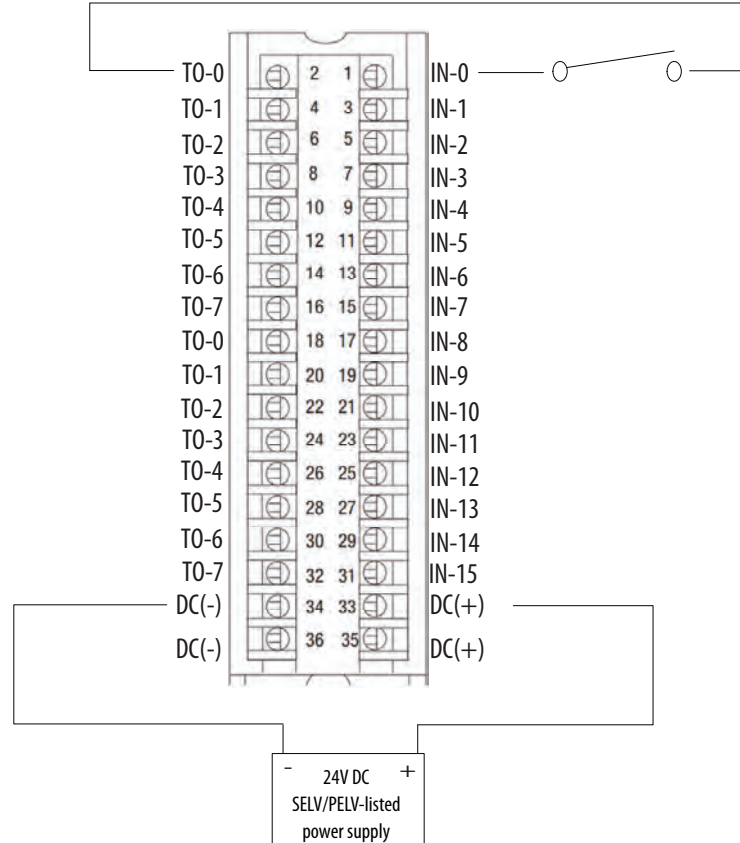 TO-0 2 1 IN-0
TO-1 4 3 IN-1
TO-2 6 5 IN-2
TO-3 8 7 IN-3
TO-4 10 9 IN-4
TO-5 12 11 IN-5
TO-6 14 13 IN-6
TO-7 16 15 IN-7
TO-0 18 17 IN-8
TO-1 20 19 IN-9
TO-2 22 21 IN-10
TO-3 24 23 IN-11
TO-4 26 25 IN-12
TO-5 28 27 IN-13
TO-6 30 29 IN-14
TO-7 32 31 IN-15
DC(-) 34 33 DC(+)
DC(-) 36 35 DC(+)
- 24V DC +
SELV/PELV-listed
power supply